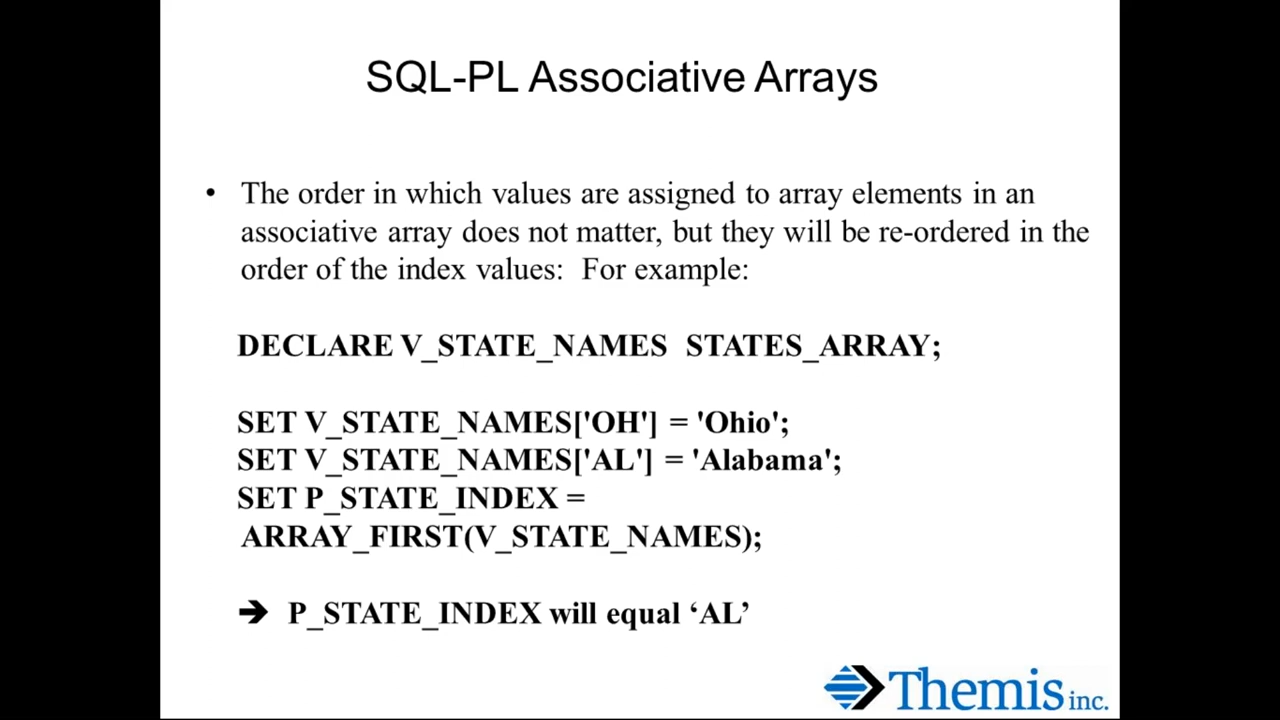 SQL-PL Associative Arrays
• The order in which values are assigned to array elements in an
associative array does not matter, but they will be re-ordered in the
order of the index values:  For example:
DECLARE V_STATE_NAMES  STATES_ARRAY;
SET V_STATE_NAMES['OH'] = 'Ohio';
SET V_STATE_NAMES['AL'] = 'Alabama';
SET P_STATE_INDEX =
ARRAY_FIRST(V_STATE_NAMES);
➔ P_STATE_INDEX will equal ‘AL’
Themis inc.